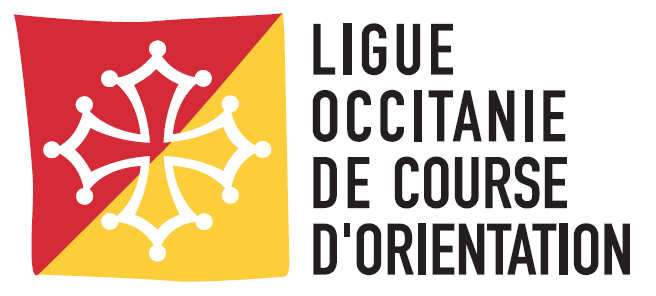 LIGUE
OCCITANIE
DE COURSE
D'ORIENTATION